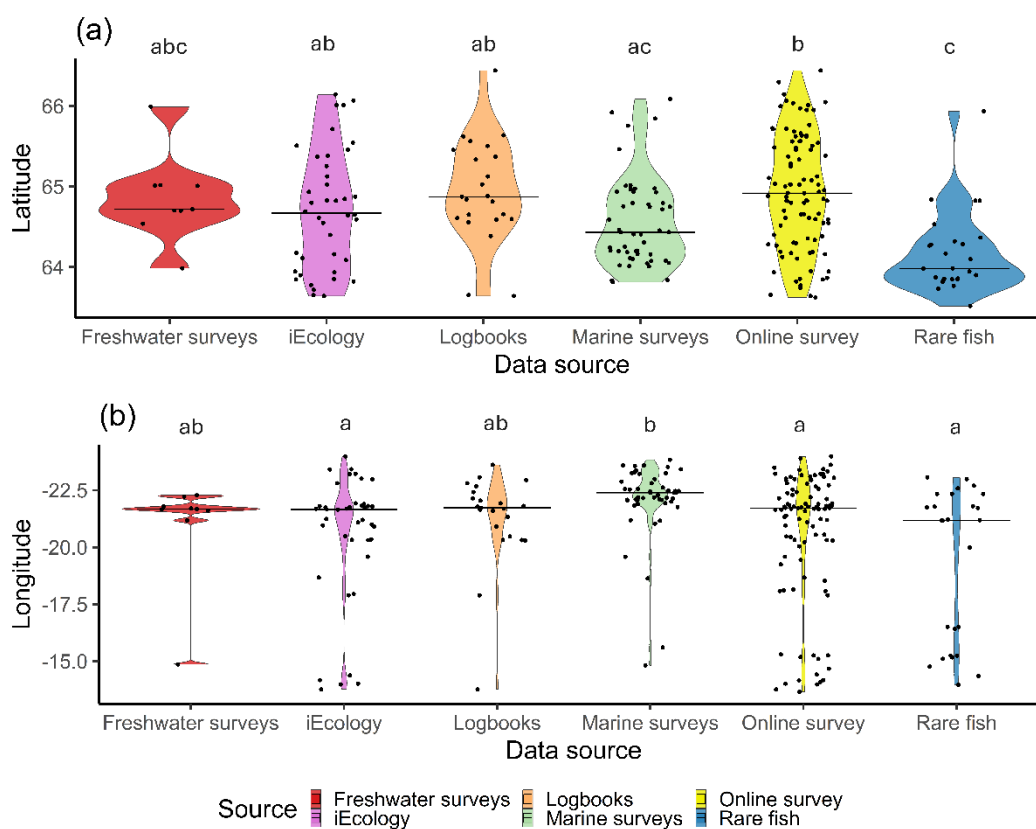 (a)
abc ab ab ac b c
Latitude
66
65
64
Freshwater surveys iEcology Logbooks Marine surveys Online survey Rare fish
Data source
(b)
ab a ab b a a
Longitude
-22.5
-20.0
-17.5
-15.0
Freshwater surveys iEcology Logbooks Marine surveys Online survey Rare fish
Data source
Source Freshwater surveys Logbooks Online survey
iEcology Marine surveys Rare fish